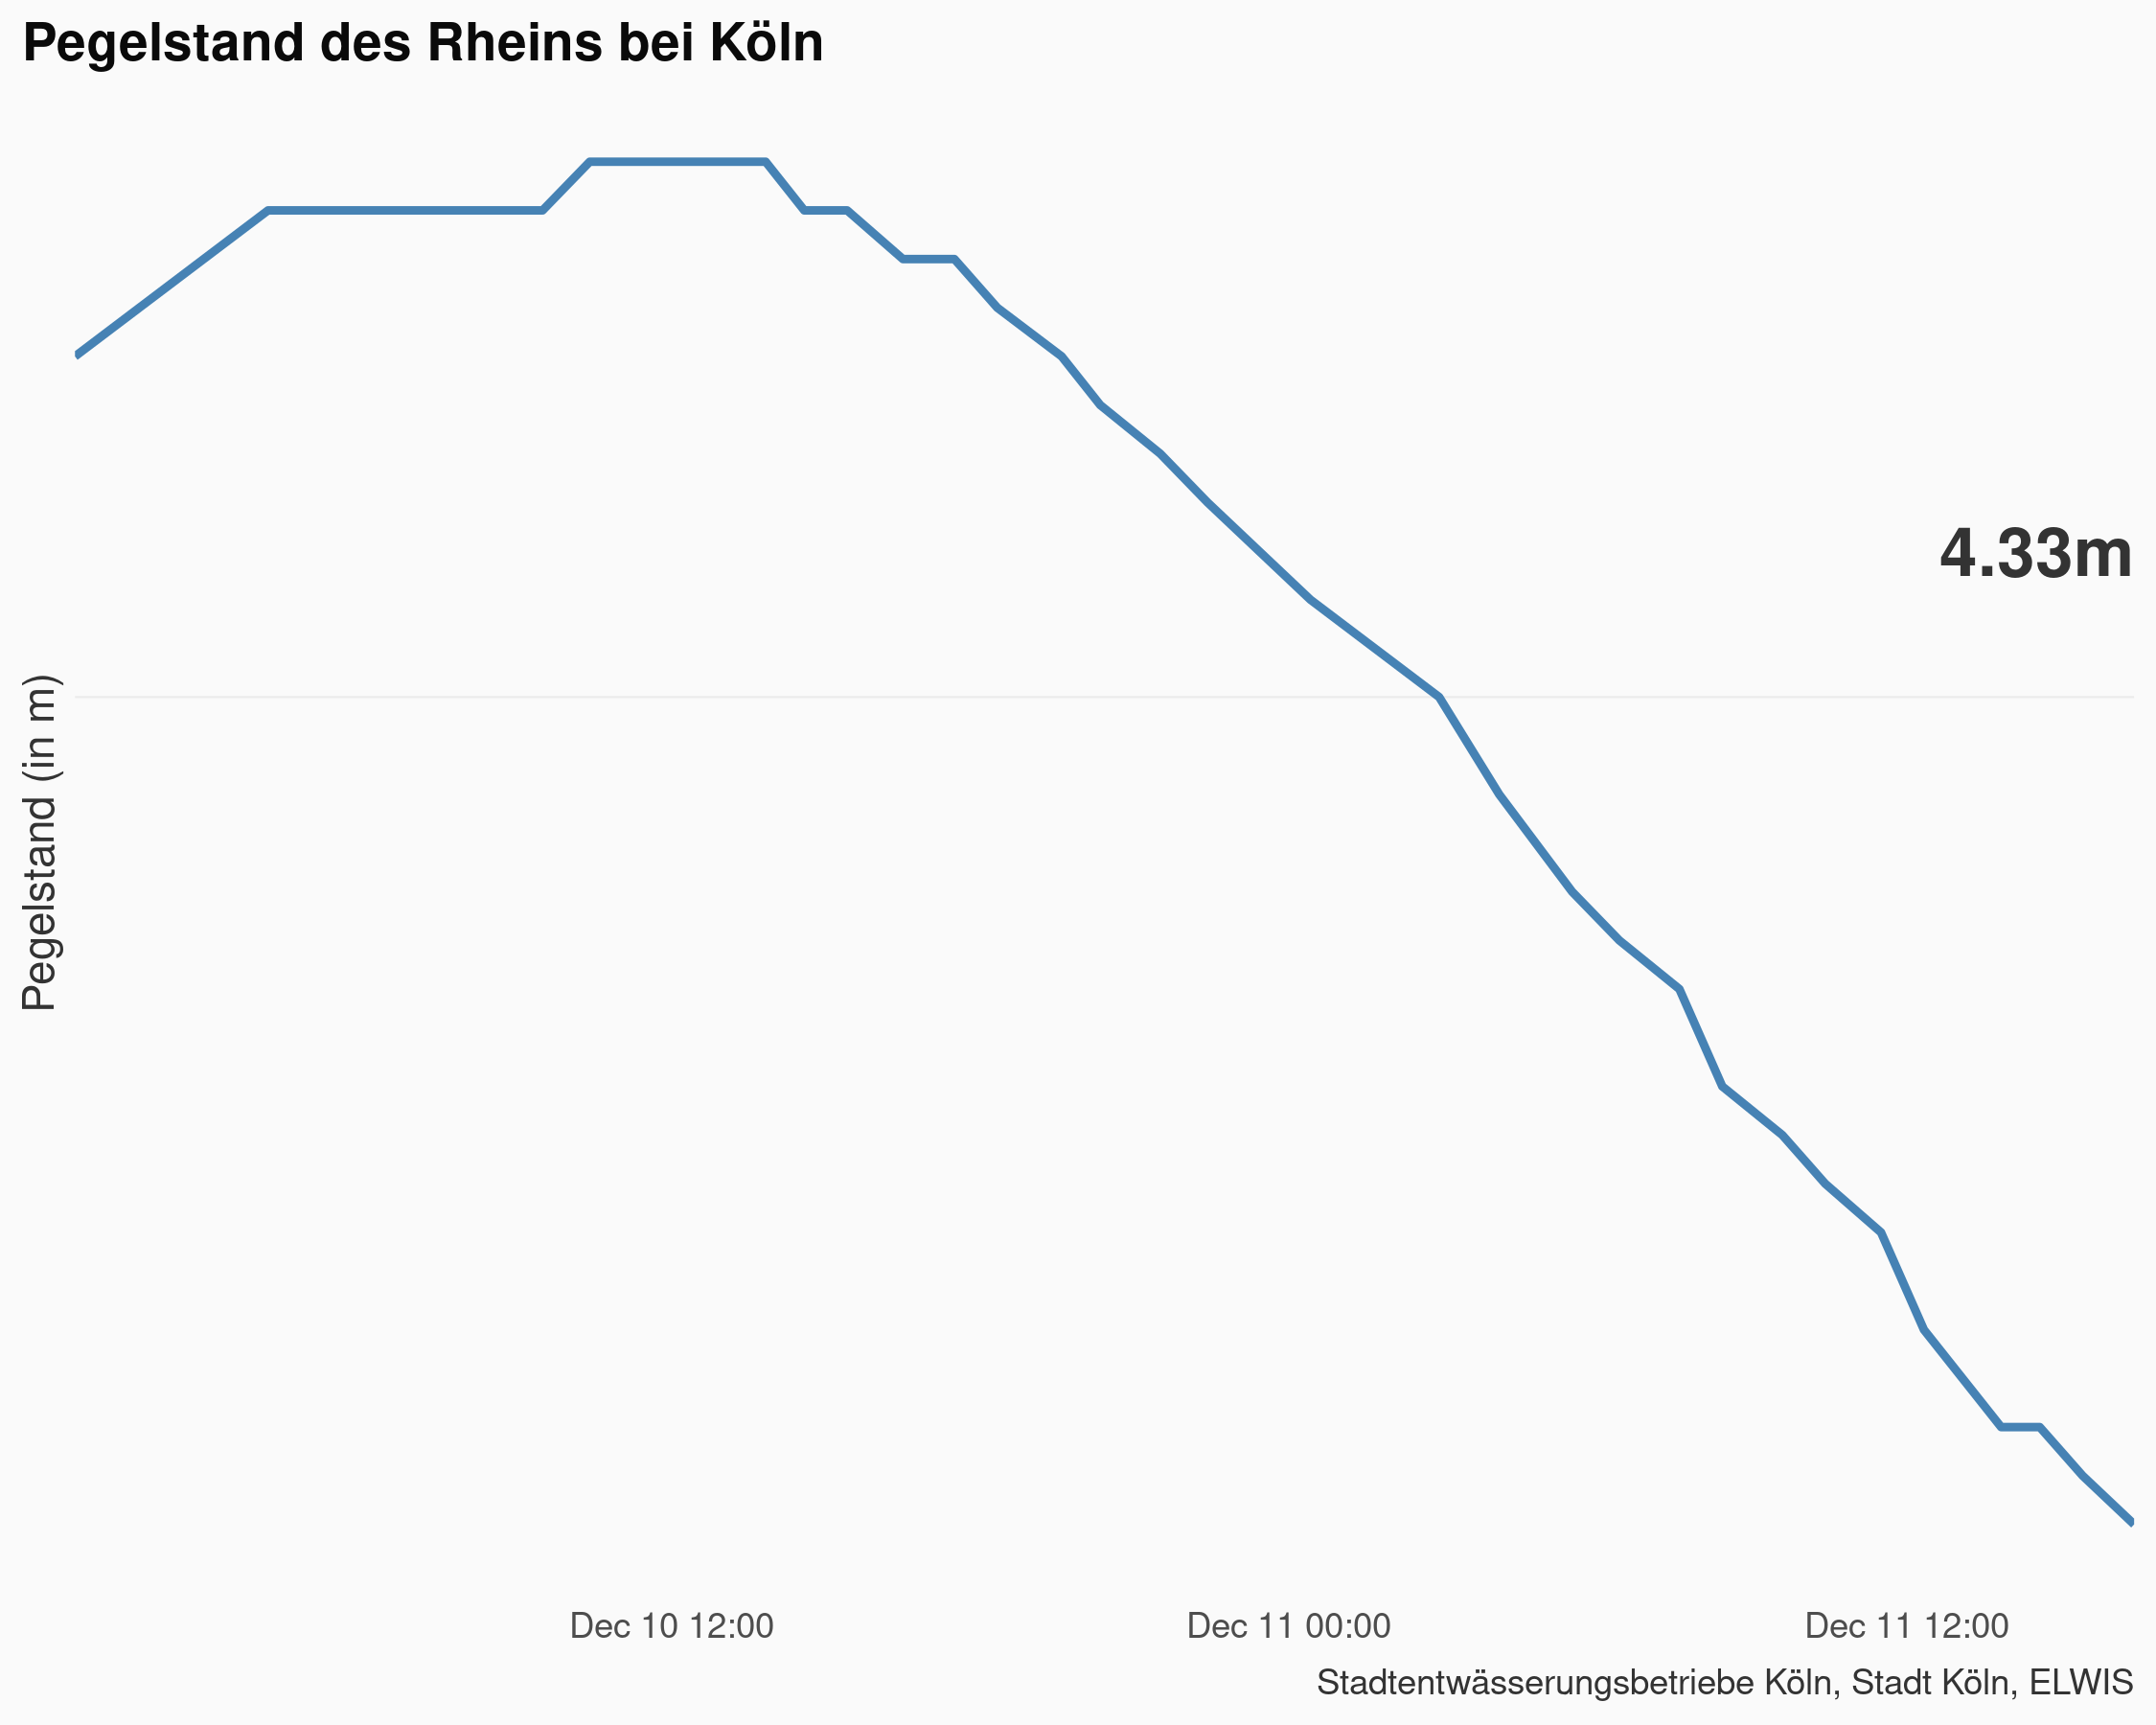 Pegelstand des Rheins bei Köln
4.33m
Pegelstand (in m)
Dec 10 12:00
Dec 11 00:00
Dec 11 12:00
Stadtentwässerungsbetriebe Köln, Stadt Köln, ELWIS